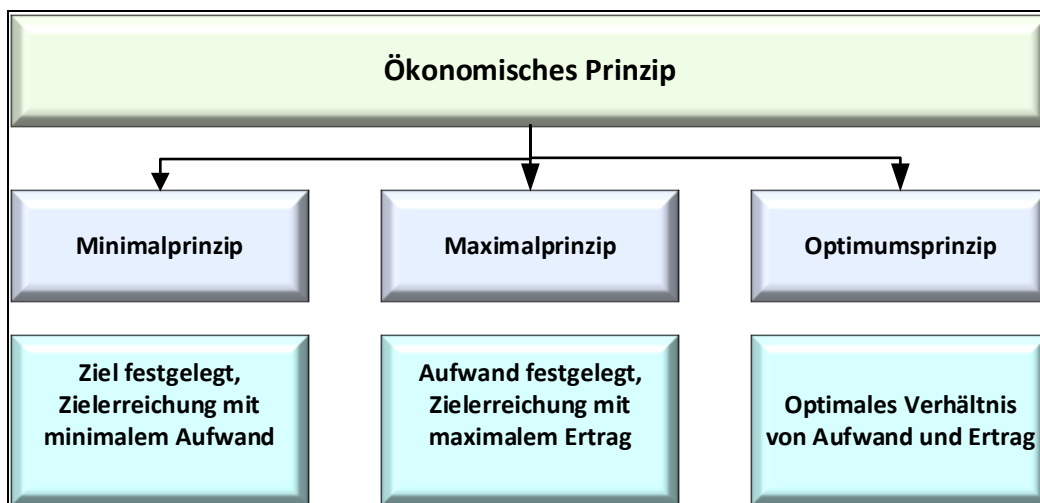 Ökonomisches Prinzip
Minimalprinzip
Maximalprinzip
Optimumsprinzip
Ziel festgelegt,
Zielerreichung mit
minimalem Aufwand
Aufwand festgelegt,
Zielerreichung mit
maximalem Ertrag
Optimales Verhältnis
von Aufwand und Ertrag